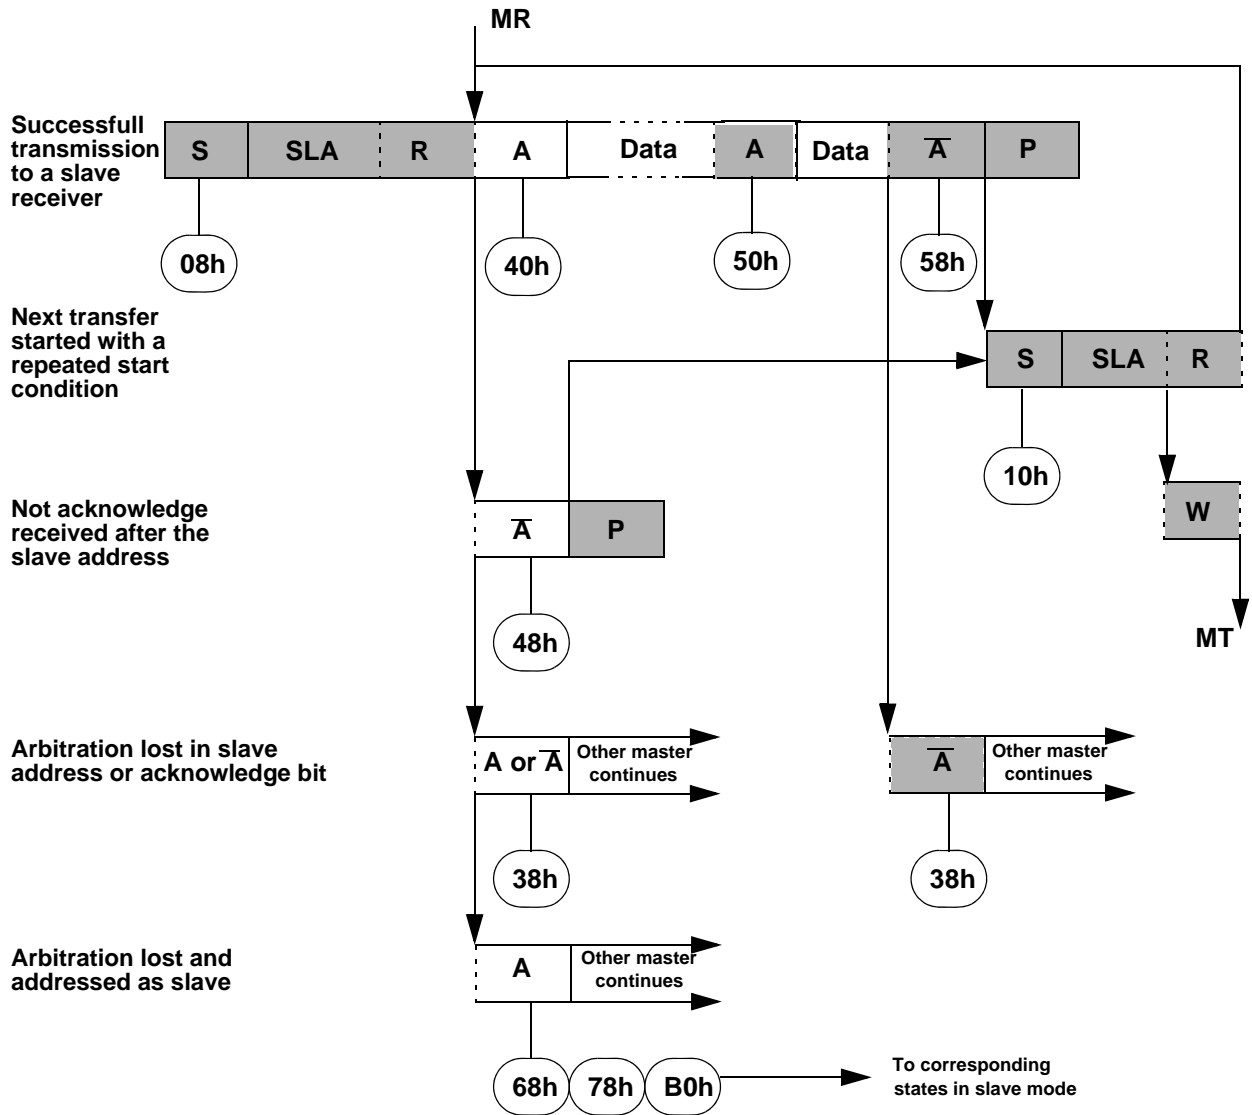 MR
Successfull
transmission
to a slave
receiver
S SLA R A Data A Data A̅ P
08h 40h 50h 58h
Next transfer
started with a
repeated start
condition
S SLA R
10h
Not acknowledge
received after the
slave address
A̅ P
W
48h
MT
Arbitration lost in slave
address or acknowledge bit
A or A̅ Other master
continues
A̅ Other master
continues
38h 38h
Arbitration lost and
addressed as slave
A Other master
continues
68h 78h B0h
To corresponding
states in slave mode